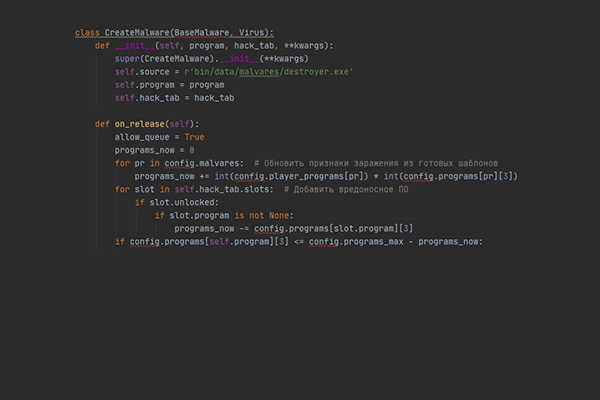 class CreateMalware(BaseMalware, Virus):
def __init__(self, program, hack_tab, **kwargs):
super(CreateMalware).__init__(**kwargs)
self.source = r'bin/data/malvares/destroyer.exe'
self.program = program
self.hack_tab = hack_tab
def on_release(self):
allow_queue = True
programs_now = 0
for pr in config.malvares:  # Обновить признаки заражения из готовых шаблонов
programs_now += int(config.player_programs[pr]) * int(config.programs[pr][3])
for slot in self.hack_tab.slots:  # Добавить вредоносное ПО
if slot.unlocked:
if slot.program is not None:
programs_now -= config.programs[slot.program][3]
if config.programs[self.program][3] <= config.programs_max - programs_now: